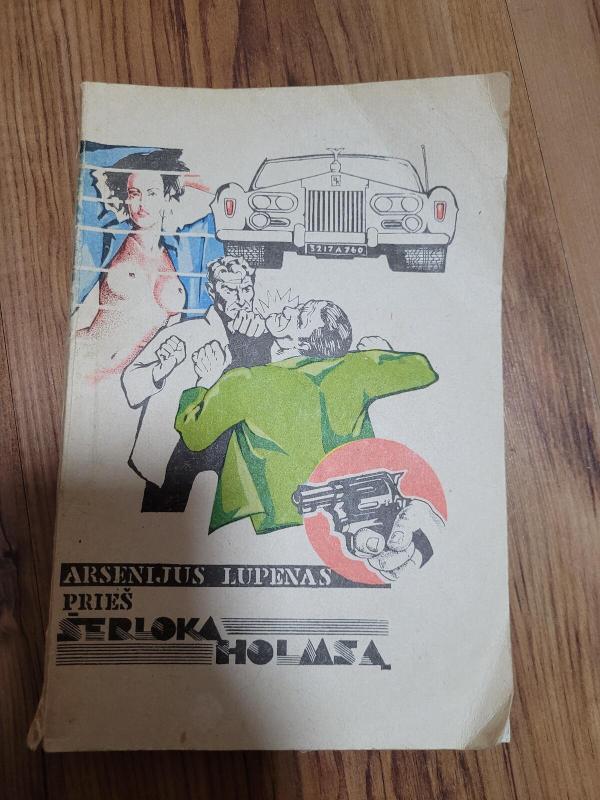 3217A760
ARSENIJUS LUPENAS
PRIEŠ
ŠERLOKĄ
HOLMSĄ